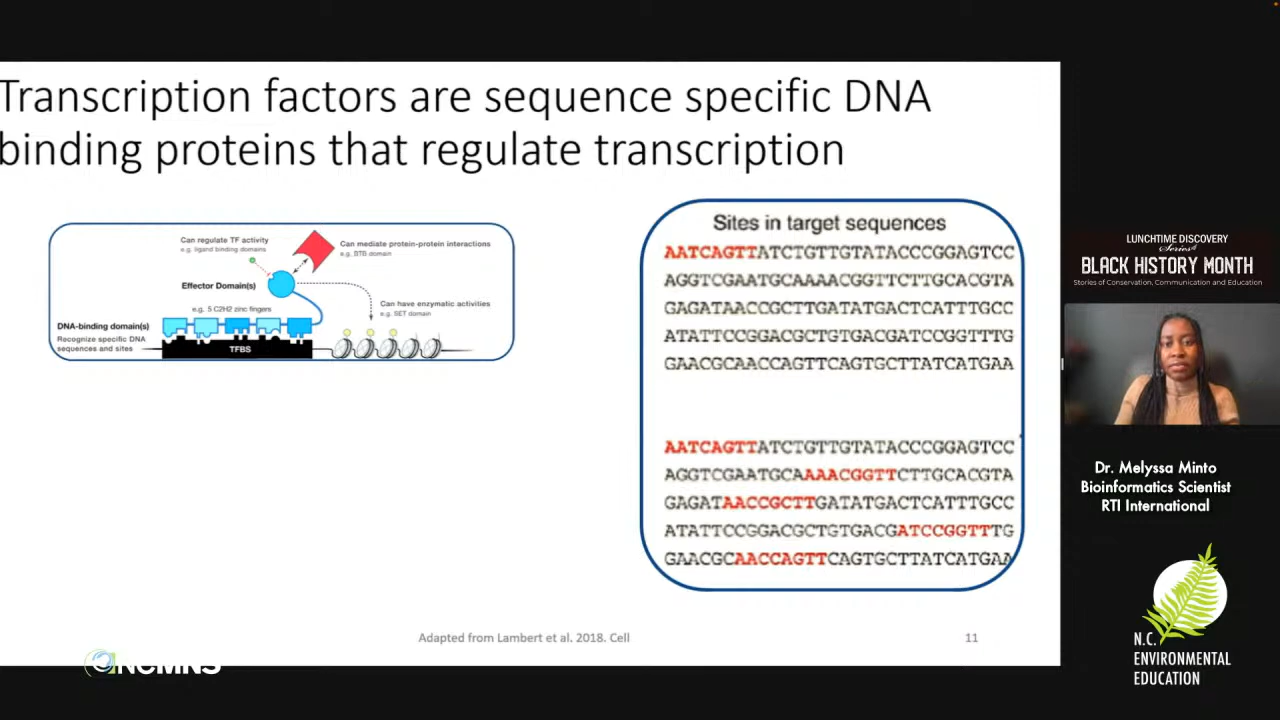 Transcription factors are sequence specific DNA
binding proteins that regulate transcription
Can regulate TF activity
e.g. ligand binding domains
Can mediate protein-protein interactions
e.g. BTB domain
Effector Domain(s)
e.g. 5 C2H2 zinc fingers
Can have enzymatic activities
e.g. SET domain
DNA-binding domain(s)
Recognize specific DNA
sequences and sites
TFBS
Sites in target sequences
AATCAGTTATCTGTTGTATACCCGGAGTCC
AGGTCGAATGCAAAACGGTTCTTGCACGTA
GAGATAACCGCTTGATATGACTCATTTGCC
ATATTCCGGACGCTGTGACGATCCGGTTTG
GAACGCAACCAGTTCAGTGCTTATCATGAA
AATCAGTTATCTGTTGTATACCCGGAGTCC
AGGTCGAATGCAAAACGGTTCTTGCACGTA
GAGATAACCGCTTGATATGACTCATTTGCC
ATATTCCGGACGCTGTGACGATCCGGTTTG
GAACGCAACCAGTTCAGTGCTTATCATGAA
Adapted from Lambert et al. 2018. Cell
11
NCMNS
LUNCHTIME DISCOVERY
Series
BLACK HISTORY MONTH
Stories of Conservation, Communication and Education
Dr. Melyssa Minto
Bioinformatics Scientist
RTI International
N.C.
ENVIRONMENTAL
EDUCATION